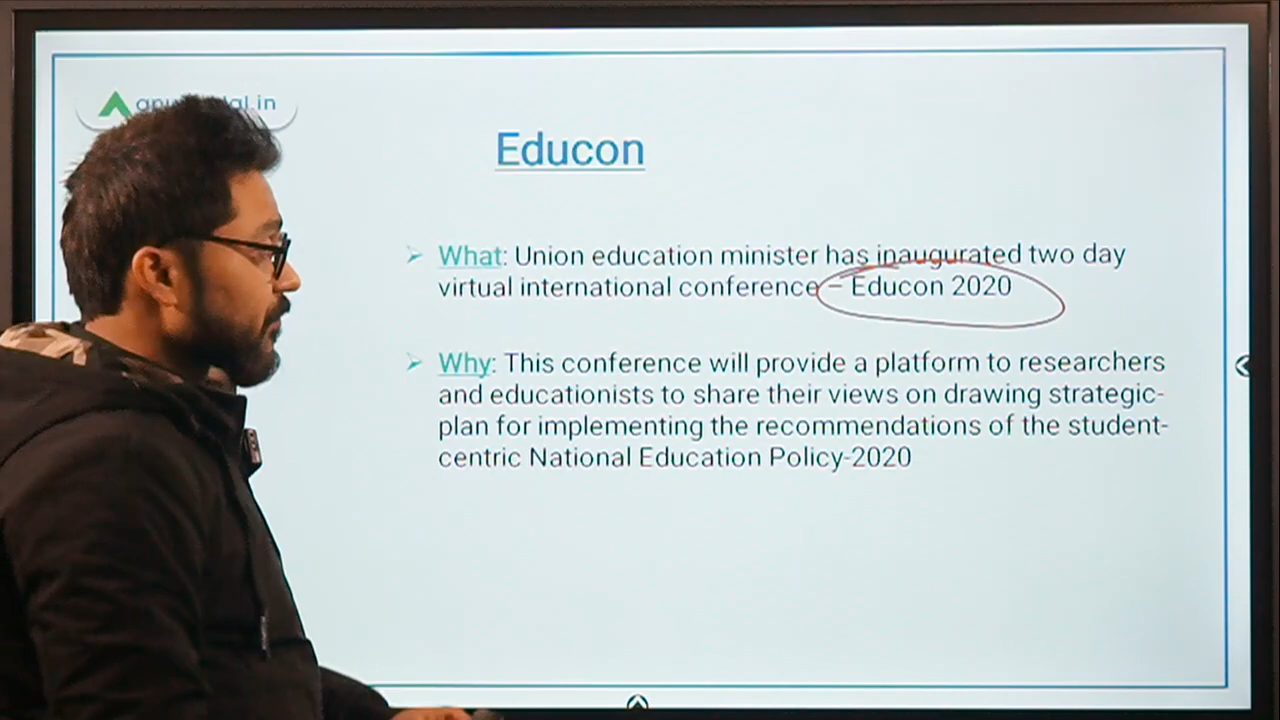 Educon
What: Union education minister has inaugurated two day
virtual international conference – Educon 2020
Why: This conference will provide a platform to researchers
and educationists to share their views on drawing strategic-
plan for implementing the recommendations of the student-
centric National Education Policy-2020